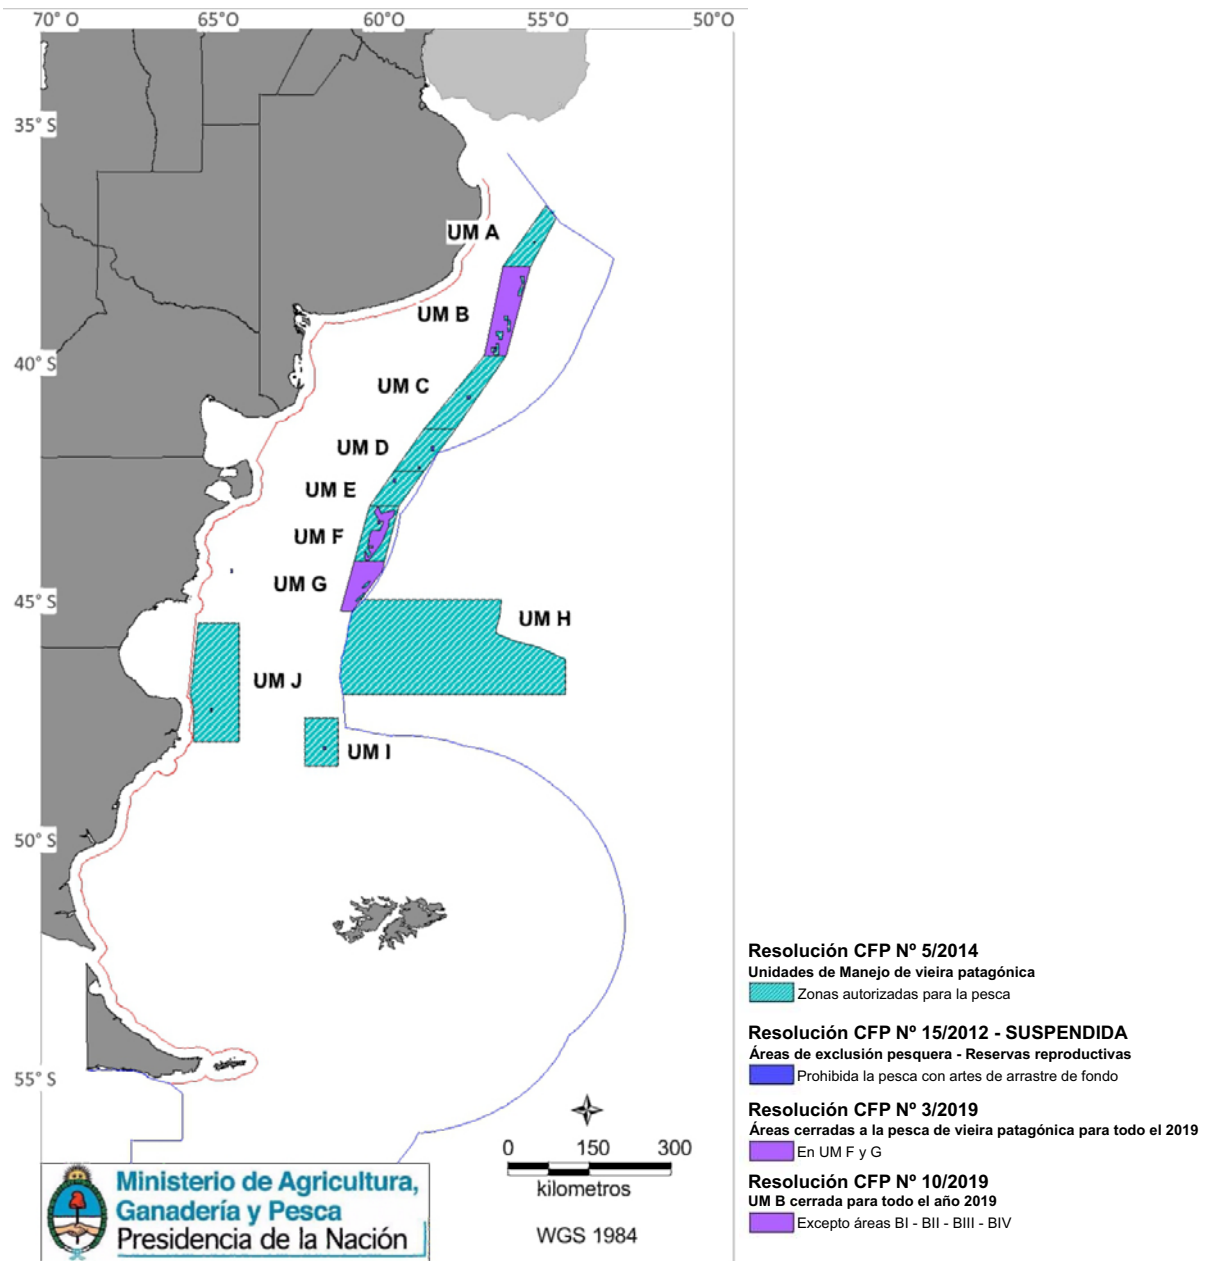 70° O 65°O 60°O 55°O 50°O
35° S
40° S
45° S
50° S
55° S
UM A
UM B
UM C
UM D
UM E
UM F
UM G
UM H
UM J
UM I
0 150 300
kilometros
WGS 1984
Ministerio de Agricultura,
Ganadería y Pesca
Presidencia de la Nación
Resolución CFP Nº 5/2014
Unidades de Manejo de vieira patagónica
Zonas autorizadas para la pesca
Resolución CFP Nº 15/2012 - SUSPENDIDA
Áreas de exclusión pesquera - Reservas reproductivas
Prohibida la pesca con artes de arrastre de fondo
Resolución CFP Nº 3/2019
Áreas cerradas a la pesca de vieira patagónica para todo el 2019
En UM F y G
Resolución CFP Nº 10/2019
UM B cerrada para todo el año 2019
Excepto áreas BI - BII - BIII - BIV